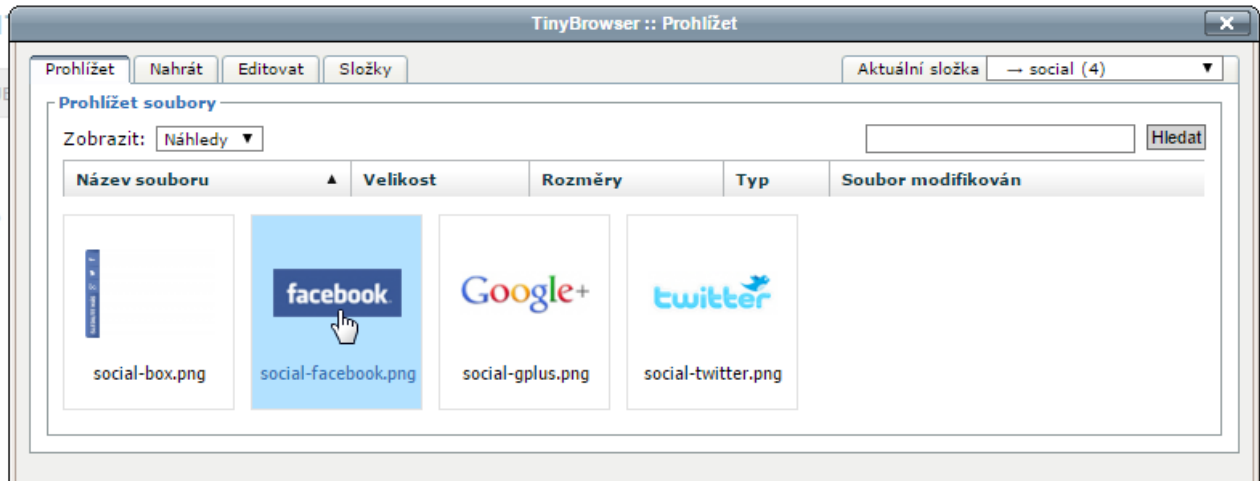 TinyBrowser :: Prohlížet
x
Prohlížet Nahrát Editovat Složky Aktuální složka → social (4) ▼
Prohlížet soubory
Zobrazit: Náhledy ▼ Hledat
Název souboru ▲ Velikost Rozměry Typ Soubor modifikován
facebook Google+ twitter
social-box.png social-facebook.png social-gplus.png social-twitter.png